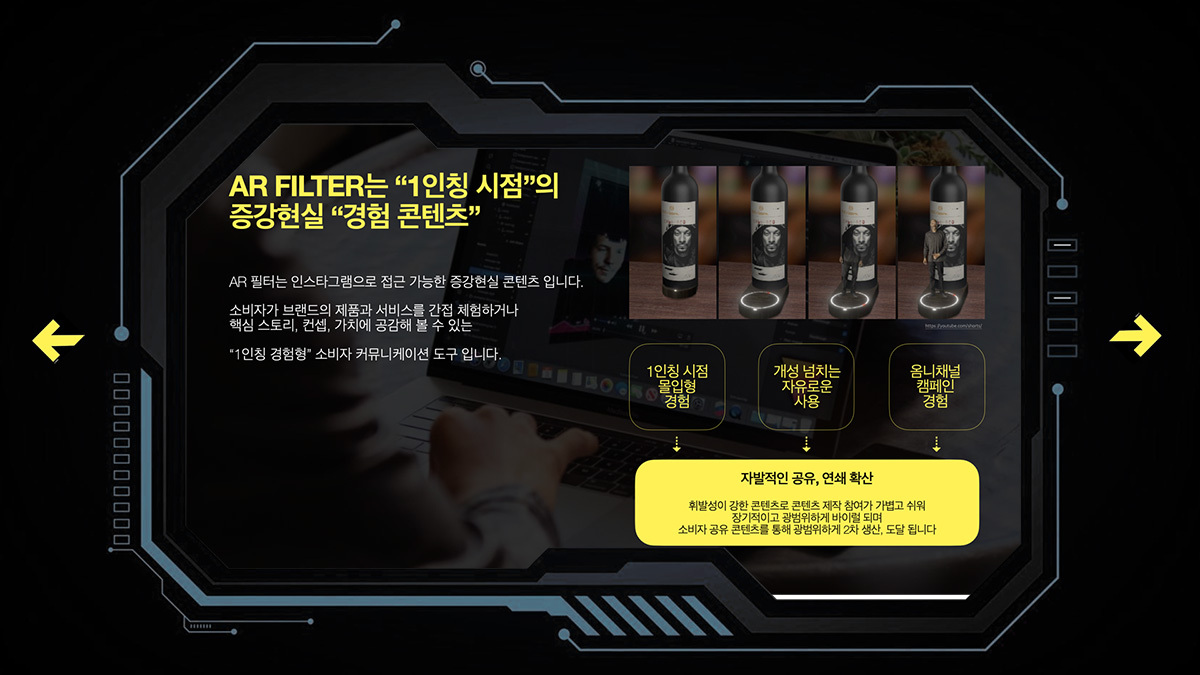 AR FILTER는 “1인칭 시점”의
증강현실 “경험 콘텐츠”
AR 필터는 인스타그램으로 접근 가능한 증강현실 콘텐츠 입니다.
소비자가 브랜드의 제품과 서비스를 간접 체험하거나
핵심 스토리, 컨셉, 가치에 공감해 볼 수 있는
“1인칭 경험형” 소비자 커뮤니케이션 도구 입니다.
https://youtube.com/shorts/
1인칭 시점
몰입형
경험
개성 넘치는
자유로운
사용
옴니채널
캠페인
경험
자발적인 공유, 연쇄 확산
휘발성이 강한 콘텐츠로 콘텐츠 제작 참여가 가볍고 쉬워
장기적이고 광범위하게 바이럴 되며
소비자 공유 콘텐츠를 통해 광범위하게 2차 생산, 도달 됩니다